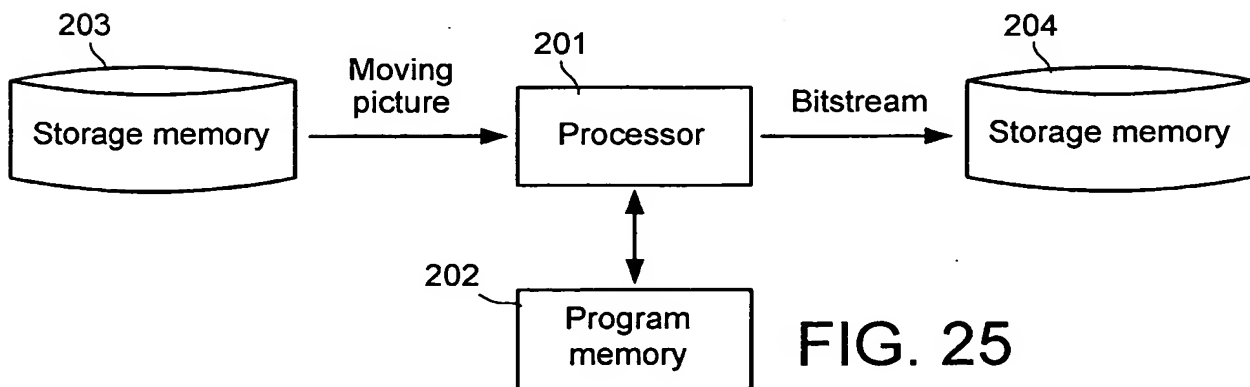 203
201
204
Moving
picture
Bitstream
Storage memory
Processor
Storage memory
202
Program
memory
FIG. 25